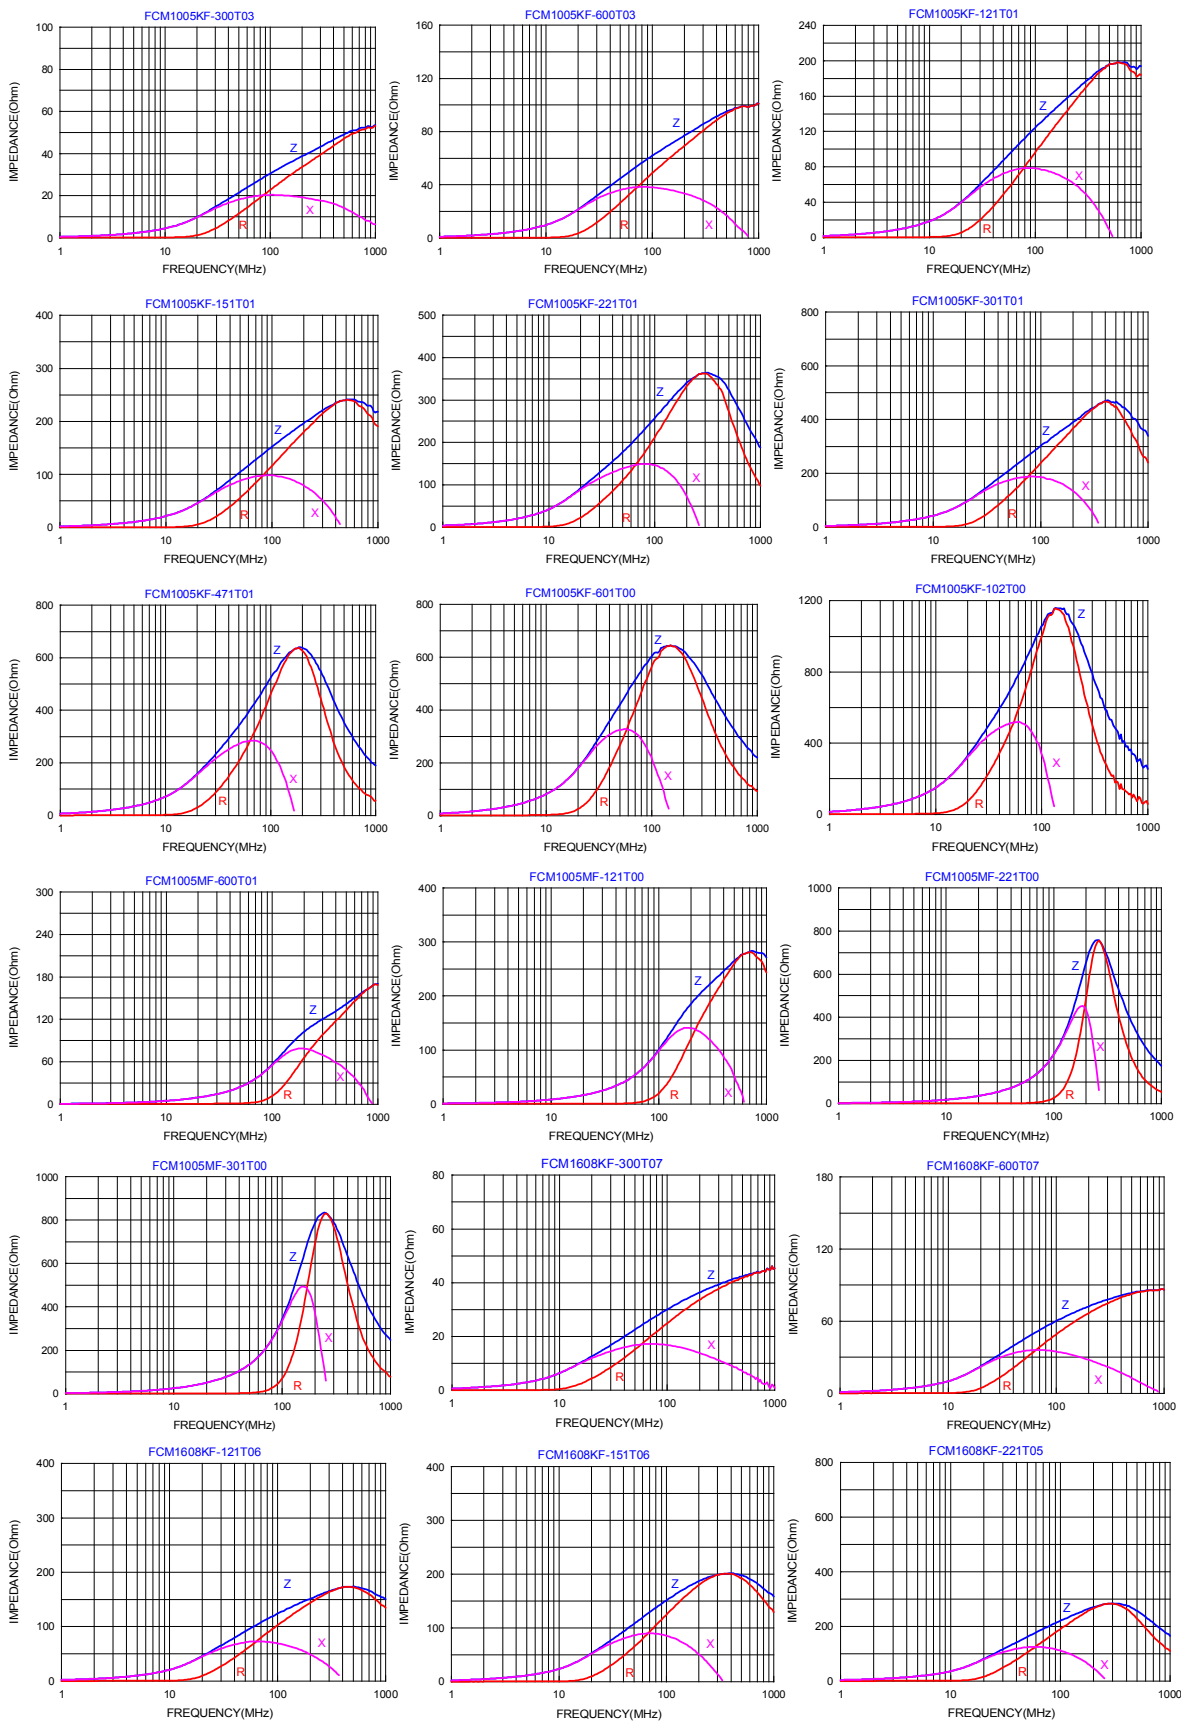 FCM1005KF-300T03
IMPEDANCE(Ohm)
100
80
60
50
40
20
0
Z
X
R
1
10
100
1000
FREQUENCY(MHz)
FCM1005KF-600T03
IMPEDANCE(Ohm)
160
120
80
40
0
Z
R
X
1
10
100
1000
FREQUENCY(MHz)
FCM1005KF-121T01
IMPEDANCE(Ohm)
240
200
160
120
80
40
0
Z
X
R
1
10
100
1000
FREQUENCY(MHz)
FCM1005KF-151T01
IMPEDANCE(Ohm)
400
300
200
100
0
Z
R
X
1
10
100
1000
FREQUENCY(MHz)
FCM1005KF-221T01
IMPEDANCE(Ohm)
500
400
300
200
100
0
Z
X
R
1
10
100
1000
FREQUENCY(MHz)
FCM1005KF-301T01
IMPEDANCE(Ohm)
800
600
400
200
0
Z
X
R
1
10
100
1000
FREQUENCY(MHz)
FCM1005KF-471T01
IMPEDANCE(Ohm)
800
600
400
200
0
Z
X
R
1
10
100
1000
FREQUENCY(MHz)
FCM1005KF-601T00
IMPEDANCE(Ohm)
800
600
400
200
0
Z
X
R
1
10
100
1000
FREQUENCY(MHz)
FCM1005KF-102T00
IMPEDANCE(Ohm)
1200
800
400
0
Z
X
R
1
10
100
1000
FREQUENCY(MHz)
FCM1005MF-600T01
IMPEDANCE(Ohm)
300
240
180
120
60
0
Z
X
R
1
10
100
1000
FREQUENCY(MHz)
FCM1005MF-121T00
IMPEDANCE(Ohm)
400
300
200
100
0
Z
R
X
1
10
100
1000
FREQUENCY(MHz)
FCM1005MF-221T00
IMPEDANCE(Ohm)
1000
800
600
400
200
0
Z
X
R
1
10
100
1000
FREQUENCY(MHz)
FCM1005MF-301T00
IMPEDANCE(Ohm)
1000
800
600
400
200
0
Z
X
R
1
10
100
1000
FREQUENCY(MHz)
FCM1608KF-300T07
IMPEDANCE(Ohm)
80
60
40
20
0
Z
X
R
1
10
100
1000
FREQUENCY(MHz)
FCM1608KF-600T07
IMPEDANCE(Ohm)
180
120
60
0
Z
R
X
1
10
100
1000
FREQUENCY(MHz)
FCM1608KF-121T06
IMPEDANCE(Ohm)
400
300
200
100
0
Z
X
R
1
10
100
1000
FREQUENCY(MHz)
FCM1608KF-151T06
IMPEDANCE(Ohm)
400
300
200
100
0
Z
X
R
1
10
100
1000
FREQUENCY(MHz)
FCM1608KF-221T05
IMPEDANCE(Ohm)
800
600
400
200
0
Z
X
R
1
10
100
1000
FREQUENCY(MHz)